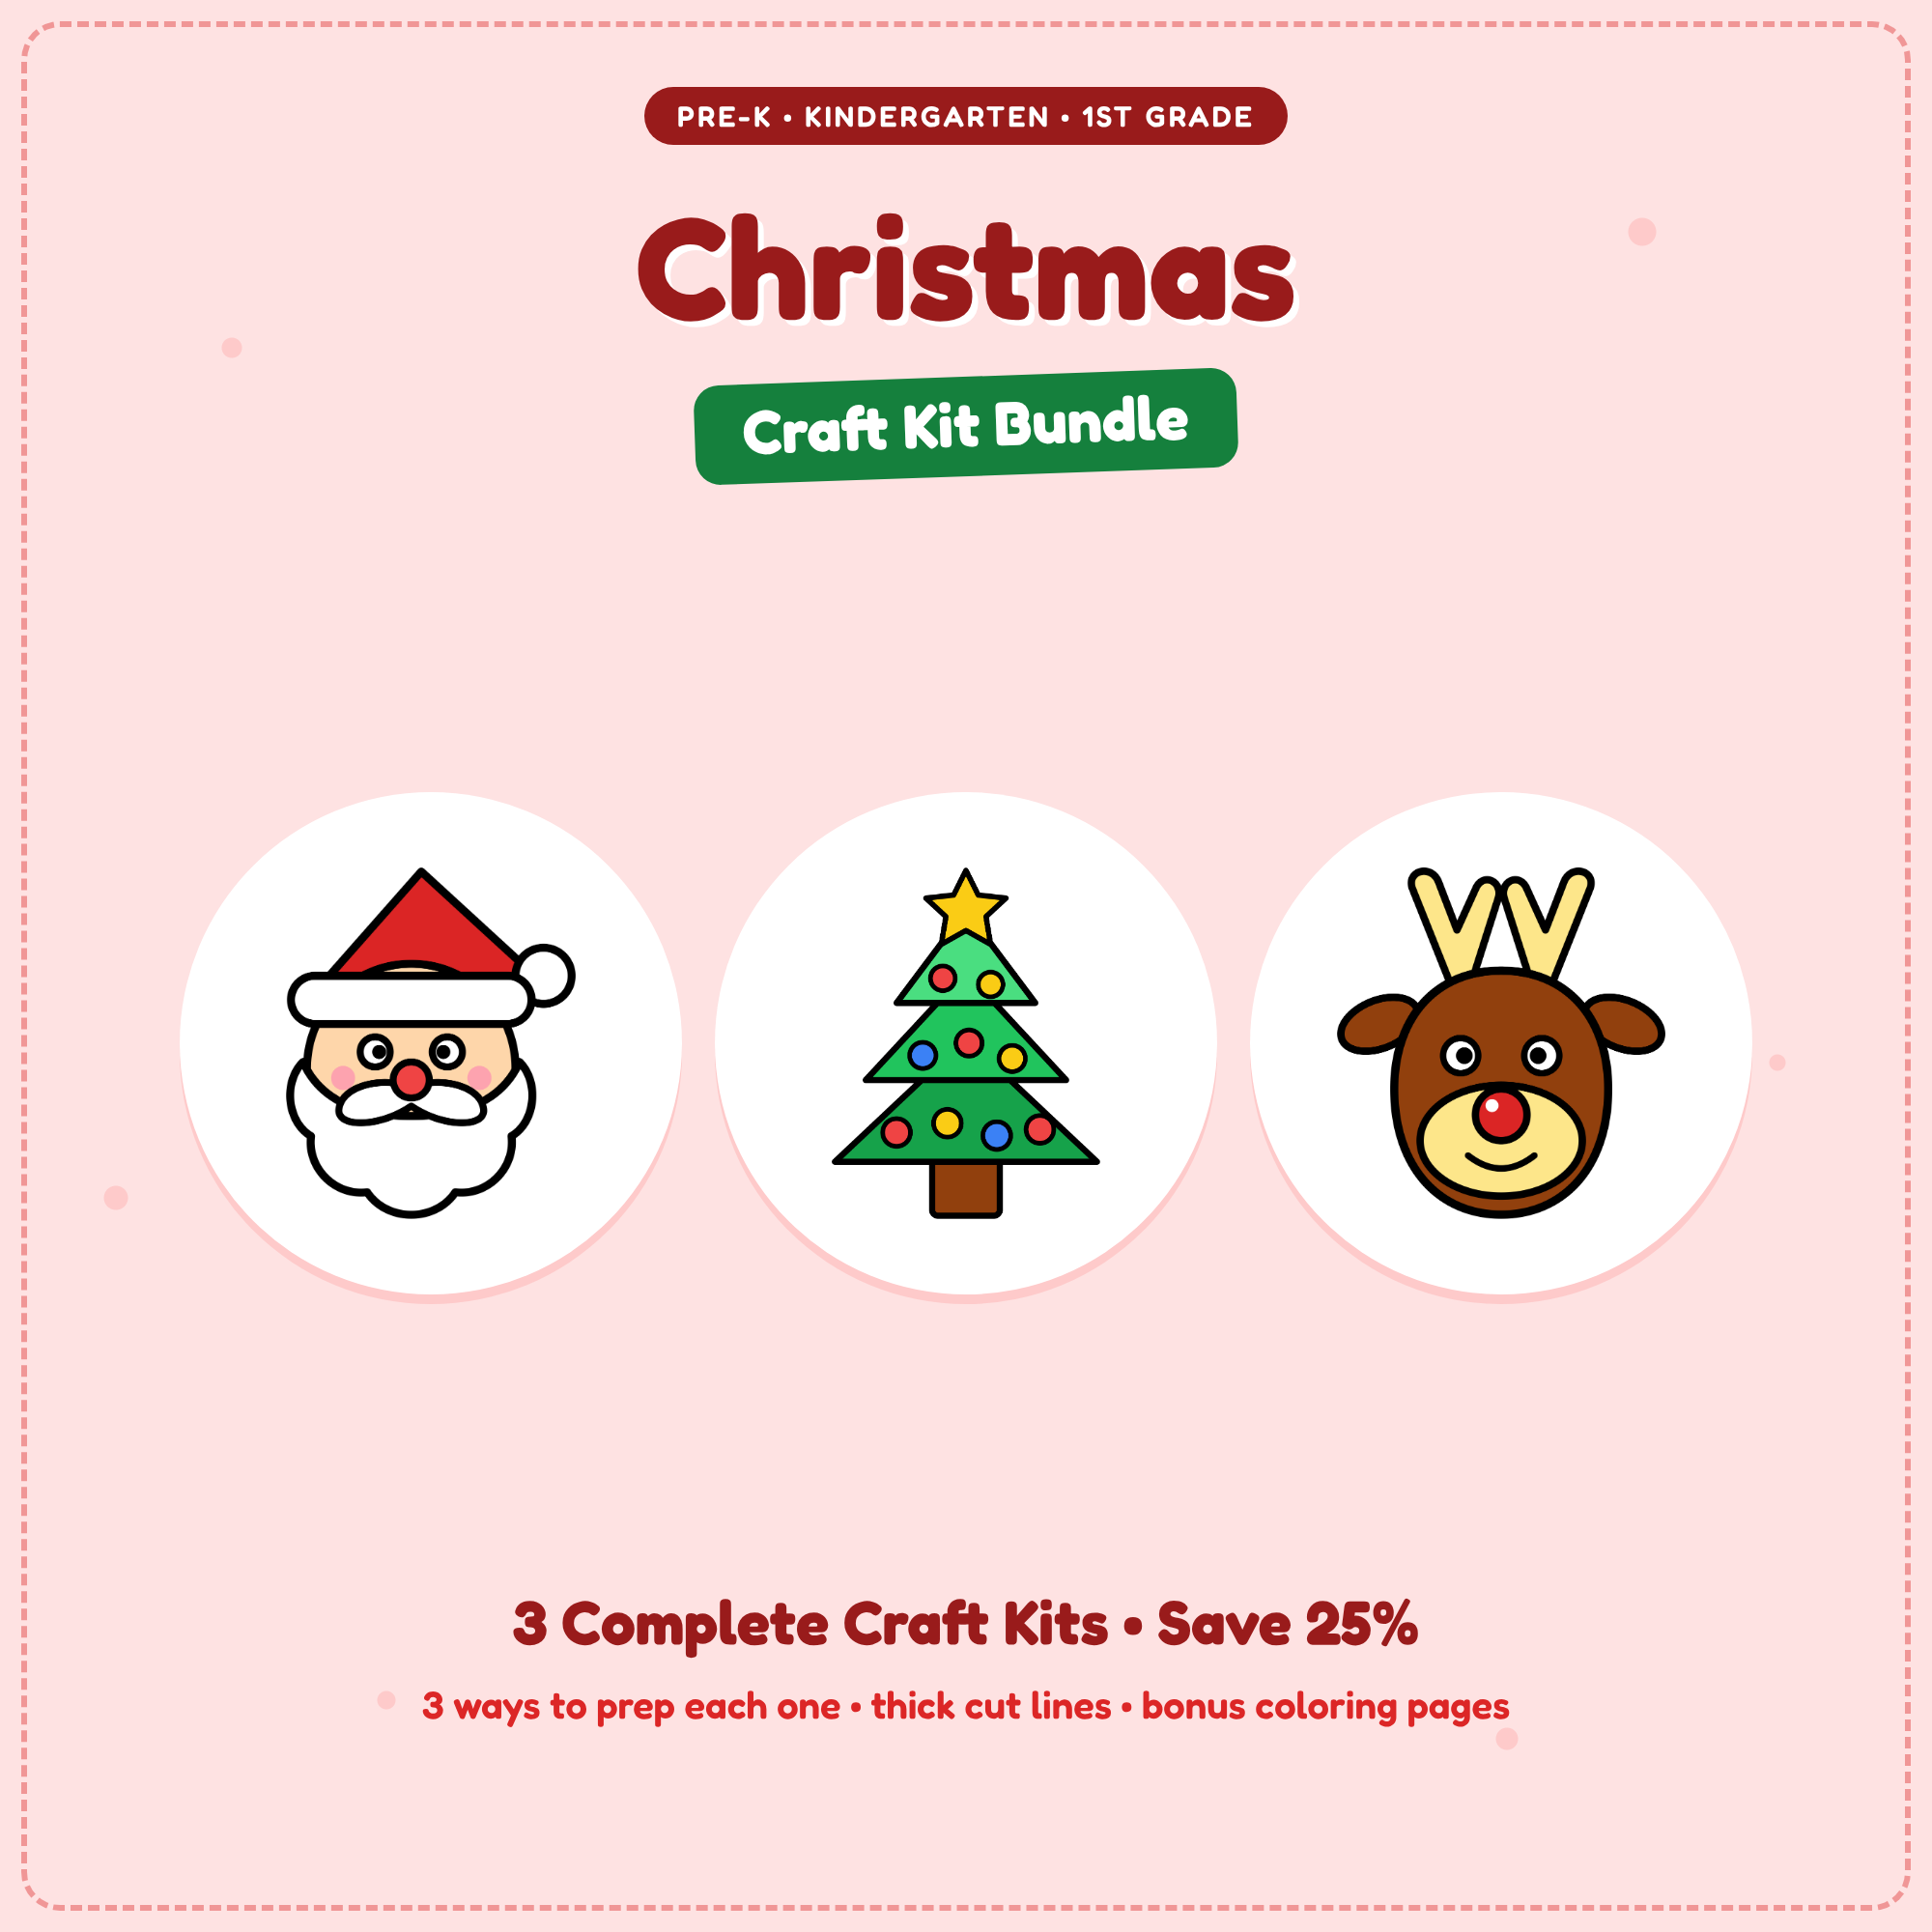 PRE-K • KINDERGARTEN • 1ST GRADE
Christmas
Craft Kit Bundle
3 Complete Craft Kits • Save 25%
3 ways to prep each one • thick cut lines • bonus coloring pages